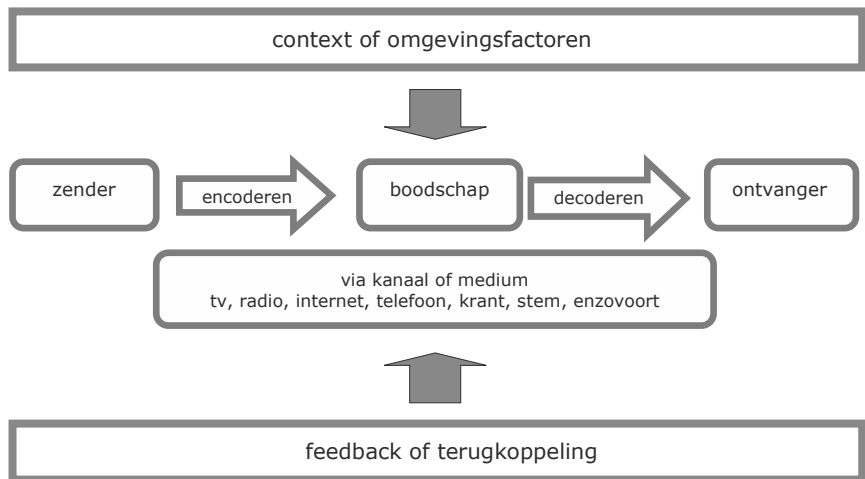 context of omgevingsfactoren
zender
encoderen
boodschap
decoderen
ontvanger
via kanaal of medium
tv, radio, internet, telefoon, krant, stem, enzovoort
feedback of terugkoppeling